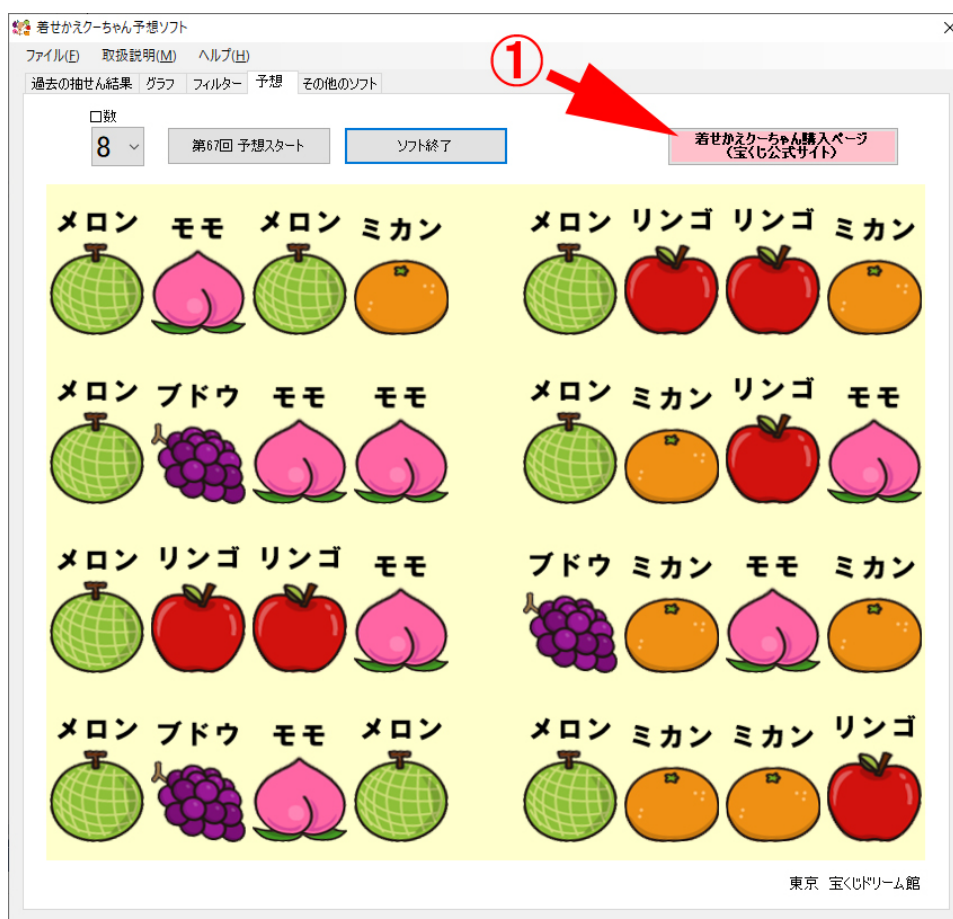 着せかえクーちゃん予想ソフト
ファイル(F) 取扱説明(M) ヘルプ(H)
過去の抽せん結果 グラフ フィルター 予想 その他のソフト
①
口数
8 第67回 予想スタート ソフト終了
着せかえクーちゃん購入ページ
(宝くじ公式サイト)
メロン モモ メロン ミカン メロン リンゴ リンゴ ミカン
メロン ブドウ モモ モモ メロン ミカン リンゴ モモ
メロン リンゴ リンゴ モモ ブドウ ミカン モモ ミカン
メロン ブドウ モモ メロン メロン ミカン ミカン リンゴ
東京 宝くじドリーム館